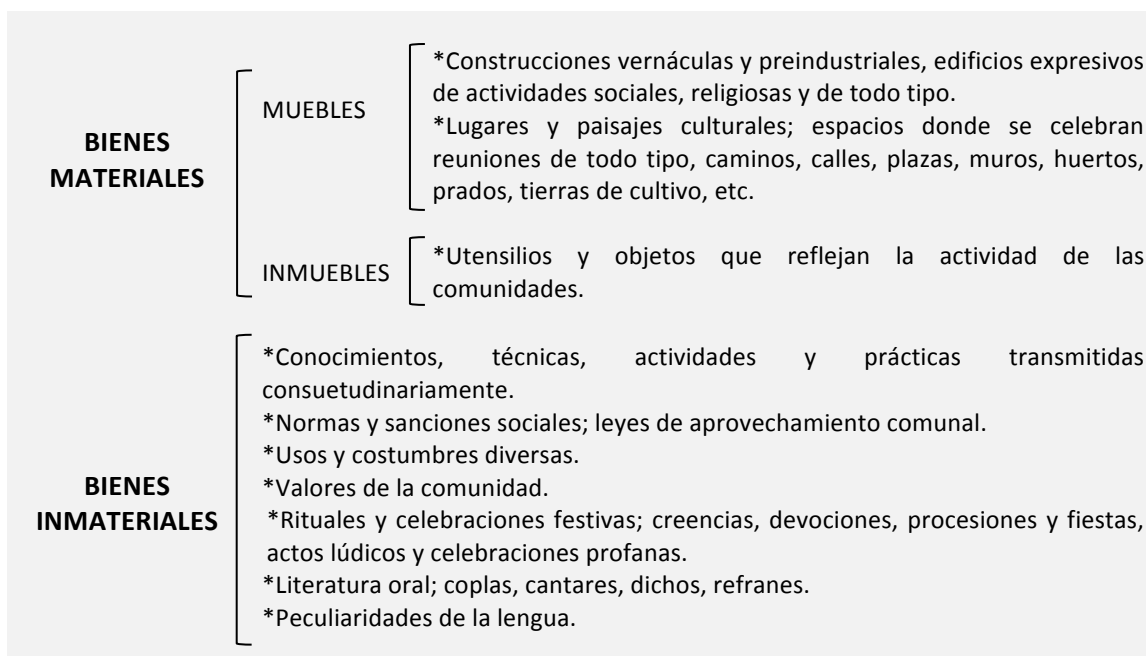 *Construcciones vernáculas y preindustriales, edificios expresivos
de actividades sociales, religiosas y de todo tipo.
MUEBLES
*Lugares y paisajes culturales; espacios donde se celebran
reuniones de todo tipo, caminos, calles, plazas, muros, huertos,
prados, tierras de cultivo, etc.
BIENES
MATERIALES
INMUEBLES
*Utensilios y objetos que reflejan la actividad de las
comunidades.
*Conocimientos, técnicas, actividades y prácticas transmitidas
consuetudinariamente.
*Normas y sanciones sociales; leyes de aprovechamiento comunal.
*Usos y costumbres diversas.
BIENES
INMATERIALES
*Valores de la comunidad.
*Rituales y celebraciones festivas; creencias, devociones, procesiones y fiestas,
actos lúdicos y celebraciones profanas.
*Literatura oral; coplas, cantares, dichos, refranes.
*Peculiaridades de la lengua.